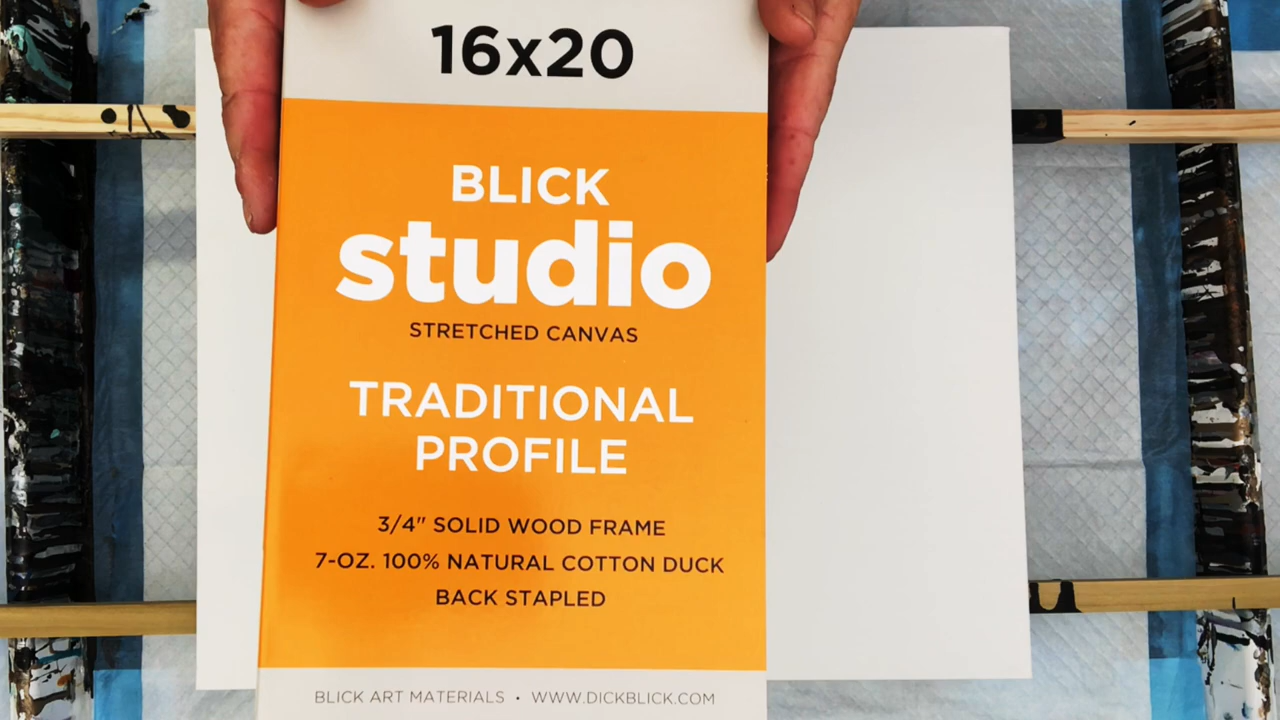 16x20
BLICK
studio
STRETCHED CANVAS
TRADITIONAL
PROFILE
3/4" SOLID WOOD FRAME
7-OZ. 100% NATURAL COTTON DUCK
BACK STAPLED
BLICK ART MATERIALS • WWW.DICKBLICK.COM